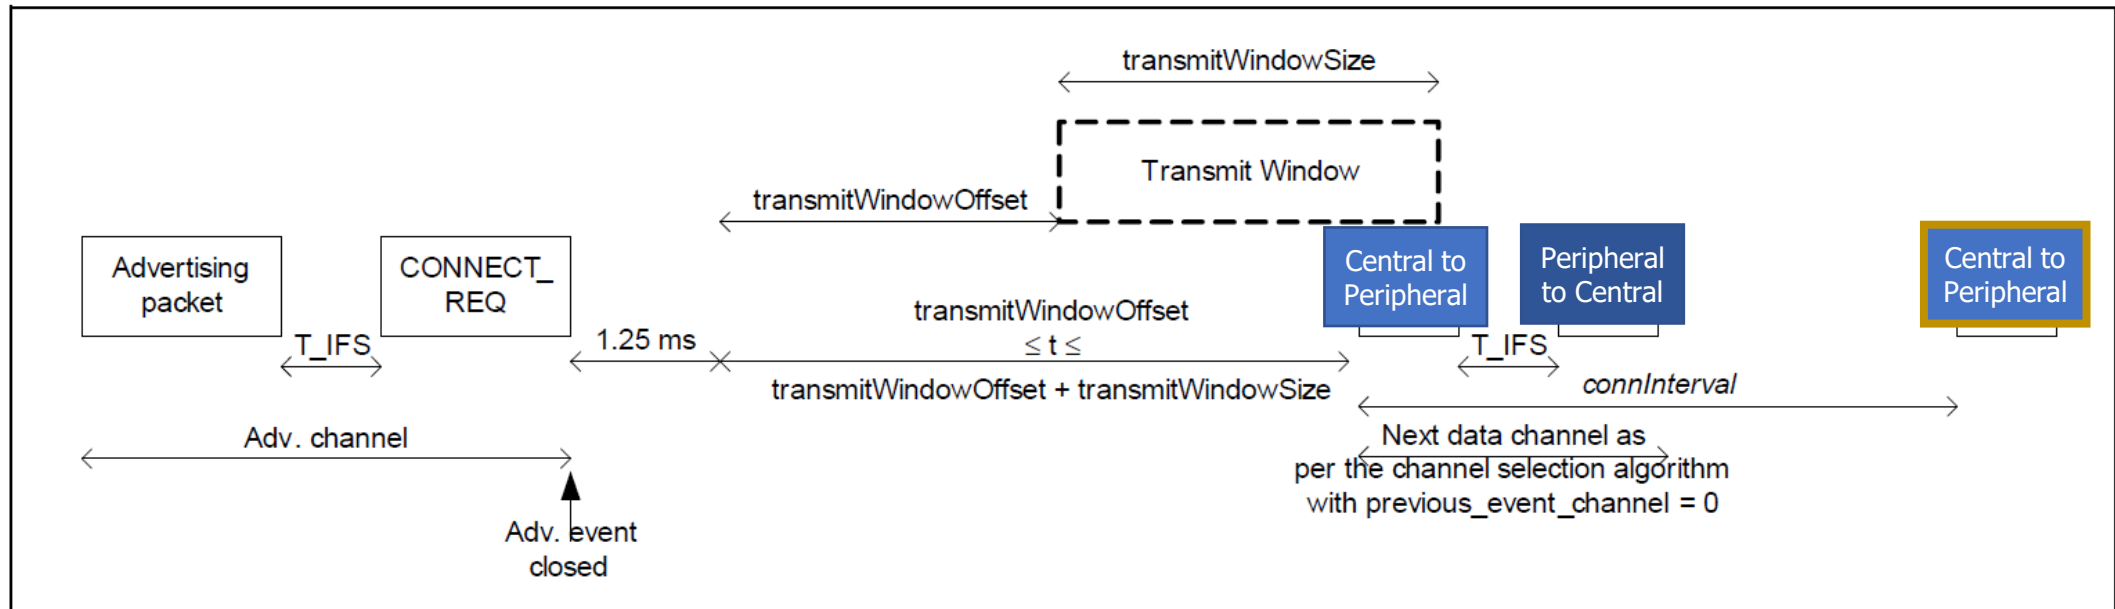 transmitWindowSize
Transmit Window
transmitWindowOffset
Advertising
packet
T_IFS
CONNECT_
REQ
1.25 ms
transmitWindowOffset
≤ t ≤
transmitWindowOffset + transmitWindowSize
Central to
Peripheral
Peripheral
to Central
Central to
Peripheral
T_IFS
connInterval
Adv. channel
Next data channel as
per the channel selection algorithm
with previous_event_channel = 0
Adv. event
closed